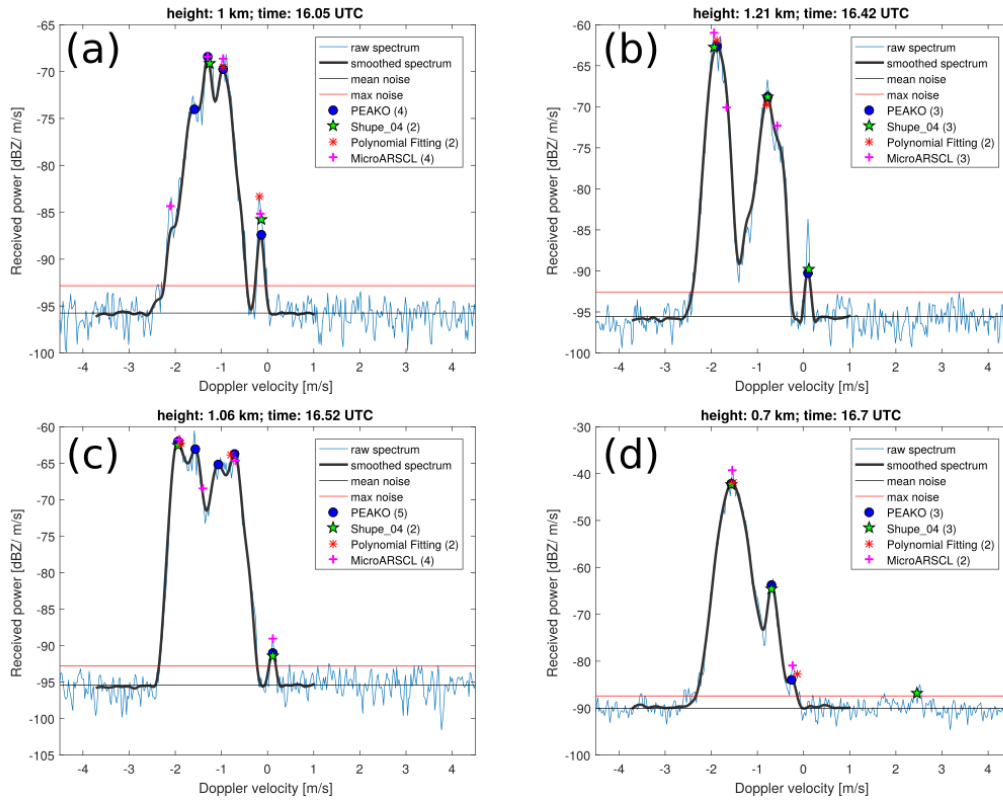 height: 1 km; time: 16.05 UTC
(a)
raw spectrum
smoothed spectrum
mean noise
max noise
PEAKO (4)
Shupe_04 (2)
Polynomial Fitting (2)
MicroARSCL (4)
Received power [dBZ/ m/s]
-65
-70
-75
-80
-85
-90
-95
-100
-4 -3 -2 -1 0 1 2 3 4
Doppler velocity [m/s]
height: 1.21 km; time: 16.42 UTC
(b)
raw spectrum
smoothed spectrum
mean noise
max noise
PEAKO (3)
Shupe_04 (3)
Polynomial Fitting (2)
MicroARSCL (3)
Received power [dBZ/ m/s]
-60
-65
-70
-75
-80
-85
-90
-95
-100
-4 -3 -2 -1 0 1 2 3 4
Doppler velocity [m/s]
height: 1.06 km; time: 16.52 UTC
(c)
raw spectrum
smoothed spectrum
mean noise
max noise
PEAKO (5)
Shupe_04 (2)
Polynomial Fitting (2)
MicroARSCL (4)
Received power [dBZ/ m/s]
-60
-65
-70
-75
-80
-85
-90
-95
-100
-105
-4 -3 -2 -1 0 1 2 3 4
Doppler velocity [m/s]
height: 0.7 km; time: 16.7 UTC
(d)
raw spectrum
smoothed spectrum
mean noise
max noise
PEAKO (3)
Shupe_04 (3)
Polynomial Fitting (2)
MicroARSCL (2)
Received power [dBZ/ m/s]
-30
-40
-50
-60
-70
-80
-90
-100
-4 -3 -2 -1 0 1 2 3 4
Doppler velocity [m/s]